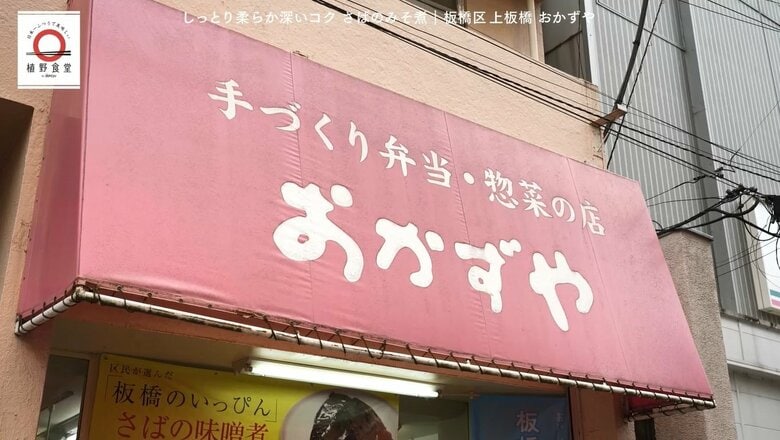 しっとり柔らか深いコク さばのみそ煮｜板橋区 上板橋 おかずや
植野食堂
手づくり弁当・惣菜の店
おかずや
区民が選んだ
「板橋のいっぴん」
さばの味噌煮
板橋